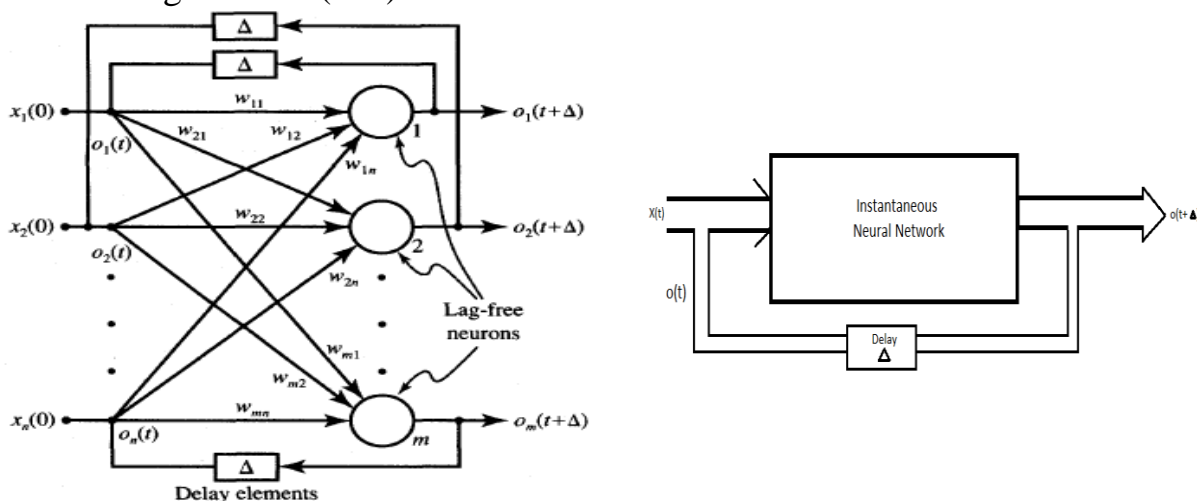 Δ
Δ
x₁(0)
w₁₁
1
o₁(t+Δ)
o₁(t)
w₂₁
w₁₂
w₁ₙ
x₂(0)
w₂₂
2
o₂(t+Δ)
o₂(t)
w₂ₙ
Lag-free
neurons
wₘ₁
wₘ₂
xₙ(0)
wₘₙ
m
oₘ(t+Δ)
oₙ(t)
Δ
Delay elements
X(t)
Instantaneous
Neural Network
o(t+Δ
o(t)
Delay
Δ